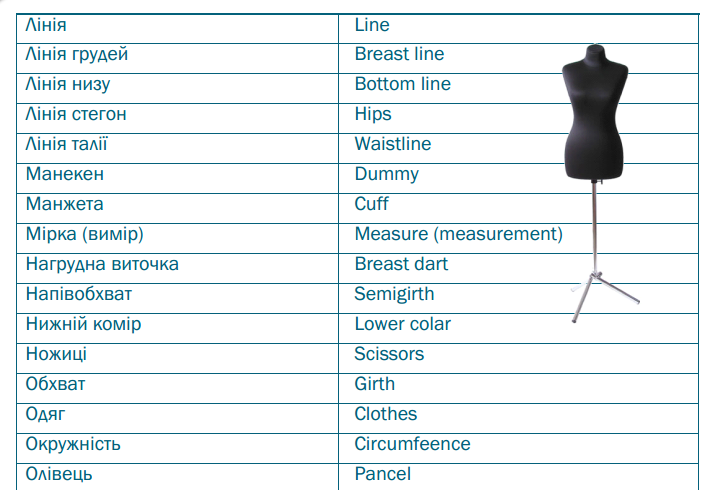 Лінія Line
Лінія грудей Breast line
Лінія низу Bottom line
Лінія стегон Hips
Лінія талії Waistline
Манекен Dummy
Манжета Cuff
Мірка (вимір) Measure (measurement)
Нагрудна виточка Breast dart
Напівобхват Semigirth
Нижній комір Lower colar
Ножиці Scissors
Обхват Girth
Одяг Clothes
Окружність Circumfeence
Олівець Pancel